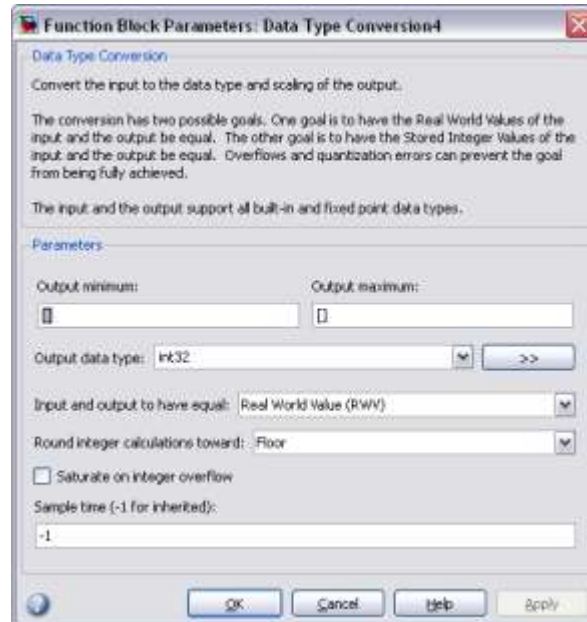 Function Block Parameters: Data Type Conversion4
Data Type Conversion
Convert the input to the data type and scaling of the output.
The conversion has two possible goals. One goal is to have the Real World Values of the
input and the output be equal. The other goal is to have the Stored Integer Values of the
input and the output be equal. Overflows and quantization errors can prevent the goal
from being fully achieved.
The input and the output support all built-in and fixed point data types.
Parameters
Output minimum:
Output maximum:
[]
[]
Output data type: int32
>>
Input and output to have equal: Real World Value (RWV)
Round integer calculations toward: Floor
Saturate on integer overflow
Sample time (-1 for inherited):
-1
OK
Cancel
Help
Apply